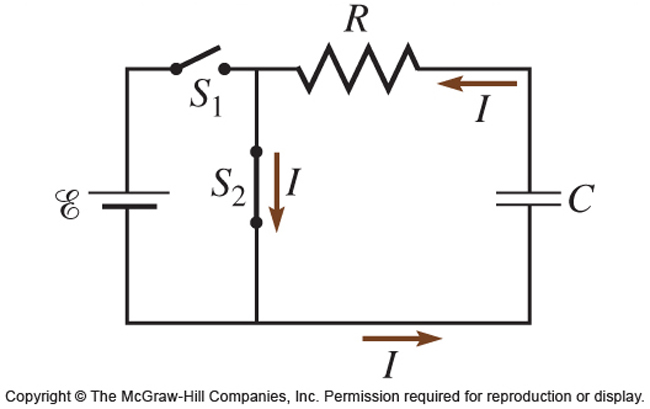 R
S₁
I
S₂
I
ℰ
C
I
Copyright © The McGraw-Hill Companies, Inc. Permission required for reproduction or display.